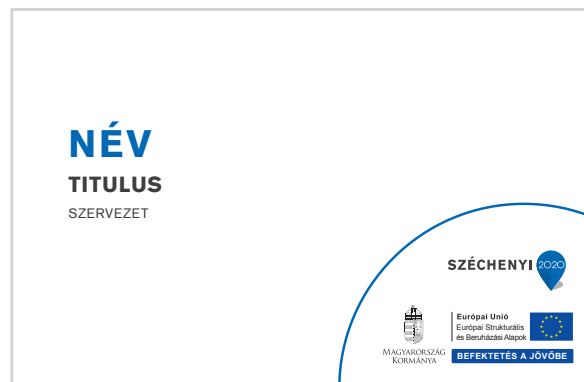 NÉV
TITULUS
SZERVEZET
SZÉCHENYI 2020
MAGYARORSZÁG
KORMÁNYA
Európai Unió
Európai Strukturális
és Beruházási Alapok
BEFEKTETÉS A JÖVŐBE